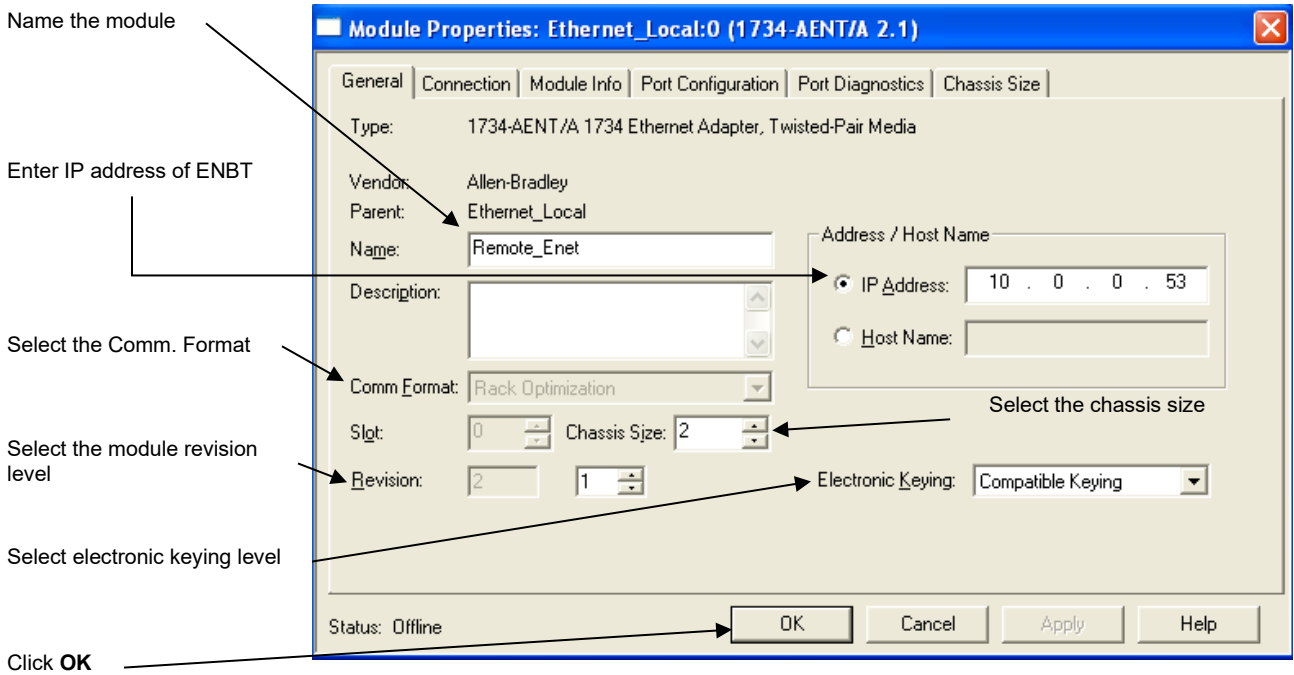 Name the module
Enter IP address of ENBT
Select the Comm. Format
Select the module revision
level
Select electronic keying level
Click OK
Module Properties: Ethernet_Local:0 (1734-AENT/A 2.1)
General Connection Module Info Port Configuration Port Diagnostics Chassis Size
Type: 1734-AENT/A 1734 Ethernet Adapter, Twisted-Pair Media
Vendor: Allen-Bradley
Parent: Ethernet_Local
Name: Remote_Enet
Description:
Address / Host Name
IP Address: 10 . 0 . 0 . 53
Host Name:
Comm Format: Rack Optimization
Select the chassis size
Slot: 0 Chassis Size: 2
Revision: 2 1 Electronic Keying: Compatible Keying
Status: Offline OK Cancel Apply Help